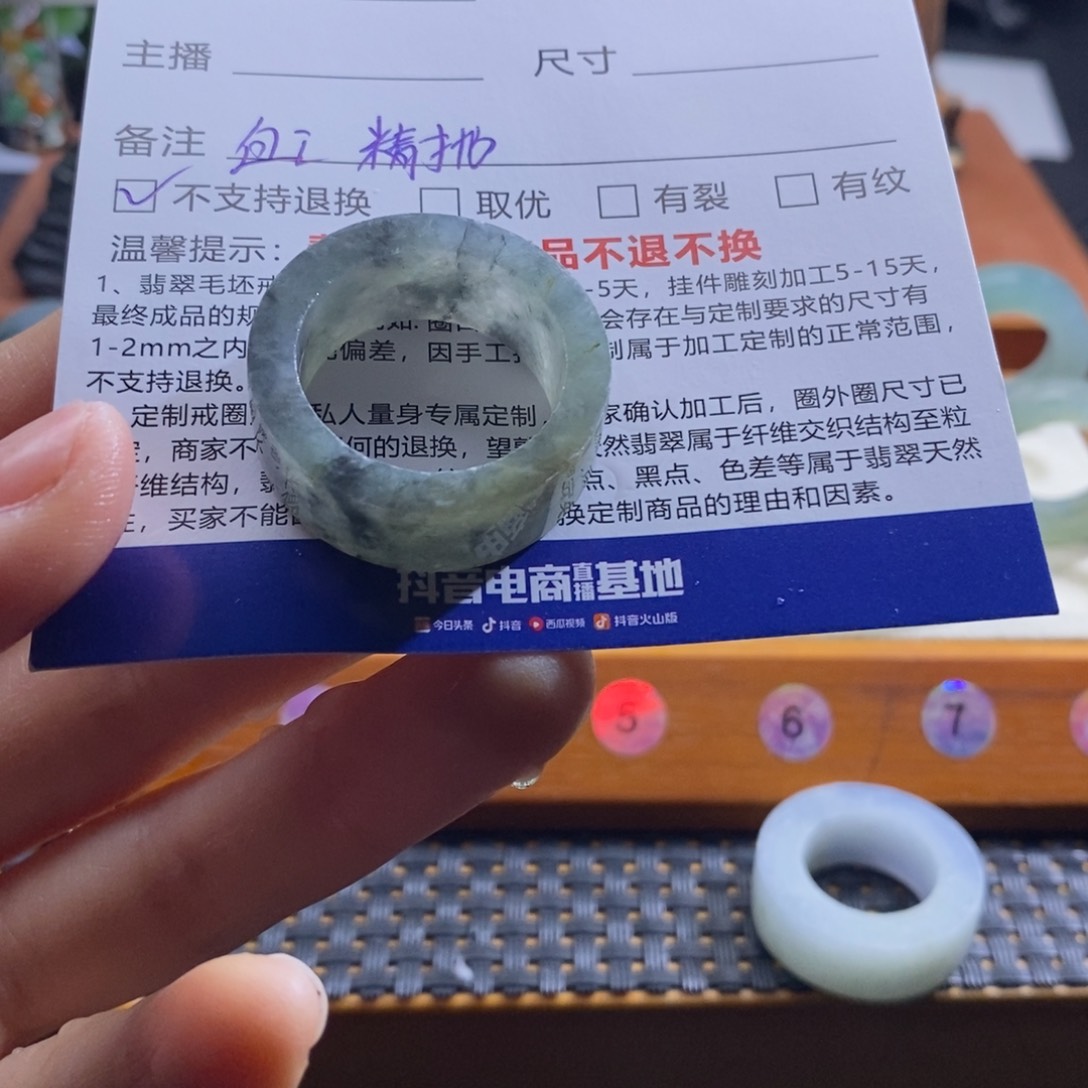 主播
尺寸
备注 精抛
不支持退换 取优 有裂 有纹
温馨提示： 品不退不换
1、翡翠毛坯戒 -5天，挂件雕刻加工5-15天，
最终成品的规 如：圈口 会存在与定制要求的尺寸有
1-2mm之内 偏差，因手工 制属于加工定制的正常范围，
不支持退换。
定制戒圈 私人量身专属定制， 家确认加工后，圈外圈尺寸已
定，商家不 何的退换，望 然翡翠属于纤维交织结构至粒
纤维结构， 点、黑点、色差等属于翡翠天然
性，买家不能 换定制商品的理由和因素。
抖音电商直播基地
今日头条 抖音 西瓜视频 抖音火山版
5
6
7